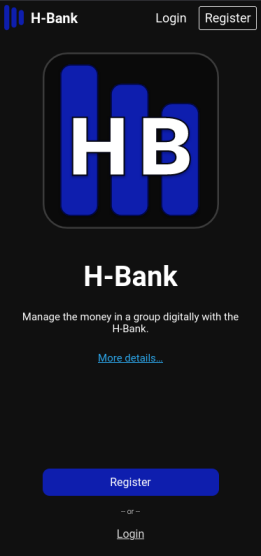 H-Bank
Login
Register
HB
H-Bank
Manage the money in a group digitally with the
H-Bank.
More details...
Register
-- or --
Login